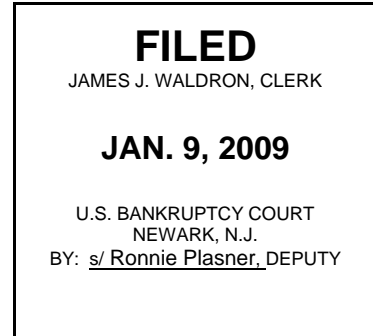 FILED
JAMES J. WALDRON, CLERK
JAN. 9, 2009
U.S. BANKRUPTCY COURT
NEWARK, N.J.
BY: s/ Ronnie Plasner, DEPUTY